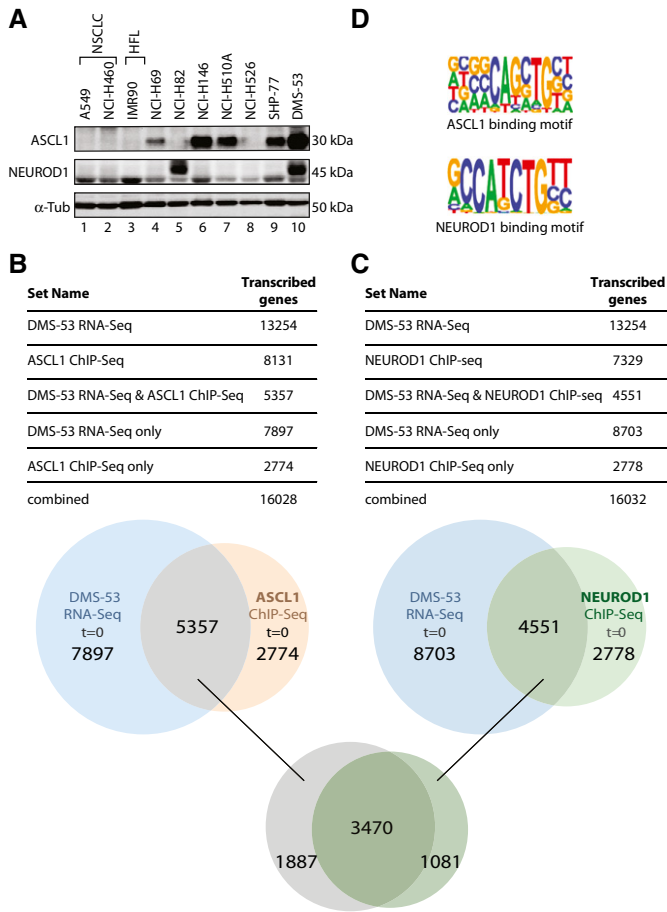 A
NSCLC
HFL
A549
NCI-H460
IMR90
NCI-H69
NCI-H82
NCI-H146
NCI-H510A
NCI-H526
SHP-77
DMS-53
ASCL1 30 kDa
NEUROD1 45 kDa
α-Tub 50 kDa
1 2 3 4 5 6 7 8 9 10
D
ASCL1 binding motif
NEUROD1 binding motif
B
Set Name Transcribed
genes
DMS-53 RNA-Seq 13254
ASCL1 ChIP-Seq 8131
DMS-53 RNA-Seq & ASCL1 ChIP-Seq 5357
DMS-53 RNA-Seq only 7897
ASCL1 ChIP-Seq only 2774
combined 16028
DMS-53
RNA-Seq
t=0
7897
5357
ASCL1
ChIP-Seq
t=0
2774
C
Set Name Transcribed
genes
DMS-53 RNA-Seq 13254
NEUROD1 ChIP-seq 7329
DMS-53 RNA-Seq & NEUROD1 ChIP-seq 4551
DMS-53 RNA-Seq only 8703
NEUROD1 ChIP-Seq only 2778
combined 16032
DMS-53
RNA-Seq
t=0
8703
4551
NEUROD1
ChIP-Seq
t=0
2778
3470
1887
1081